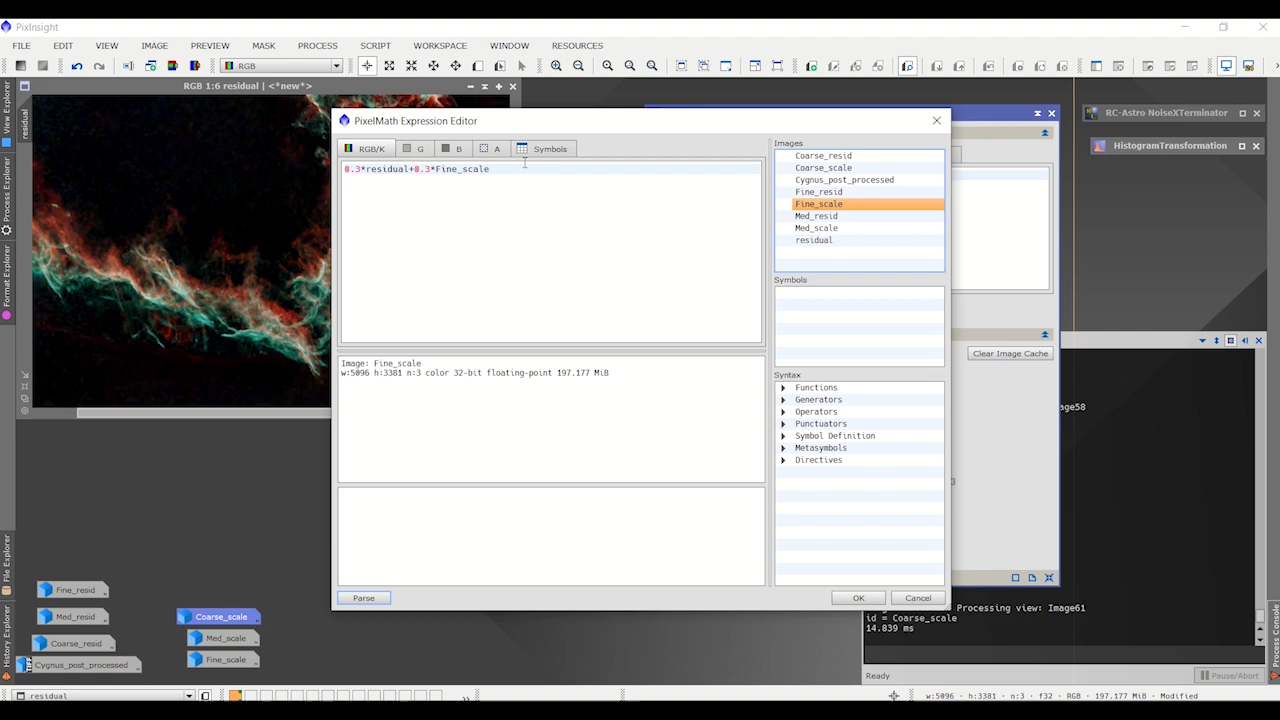 PixInsight
FILE EDIT VIEW IMAGE PREVIEW MASK PROCESS SCRIPT WORKSPACE WINDOW RESOURCES
RGB
RGB 1:6 residual | <*new*>
residual
View Explorer
Process Explorer
Format Explorer
File Explorer
History Explorer
PixelMath Expression Editor
RGB/K G B A Symbols
0.3*residual+0.3*Fine_scale
Image: Fine_scale
w:5096 h:3381 n:3 color 32-bit floating-point 197.177 MiB
Parse
Images
Coarse_resid
Coarse_scale
Cygnus_post_processed
Fine_resid
Fine_scale
Med_resid
Med_scale
residual
Symbols
Syntax
Functions
Generators
Operators
Punctuators
Symbol Definition
Metasymbols
Directives
OK Cancel
RC-Astro NoiseXTerminator
HistogramTransformation
Clear Image Cache
age58
Processing view: Image61
id = Coarse_scale
14.839 ms
Ready
Pause/Abort
Process Console
Fine_resid
Med_resid
Coarse_resid
Cygnus_post_processed
Coarse_scale
Med_scale
Fine_scale
residual
w:5096 · h:3381 · n:3 · f32 · RGB · 197.177 MiB · Modified